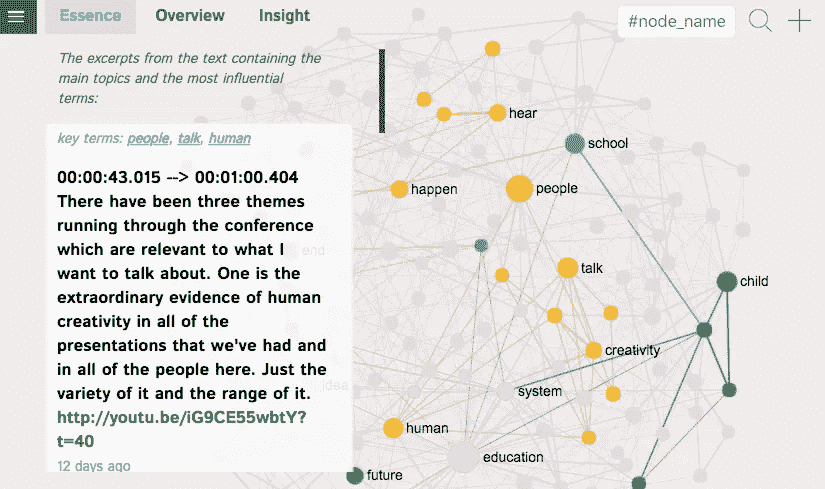 Essence
Overview
Insight
#node_name
The excerpts from the text containing the
main topics and the most influential
terms:
key terms: people, talk, human
00:00:43.015 --> 00:01:00.404
There have been three themes
running through the conference
which are relevant to what I
want to talk about. One is the
extraordinary evidence of human
creativity in all of the
presentations that we've had and
in all of the people here. Just the
variety of it and the range of it.
http://youtu.be/iG9CE55wbtY?
t=40
12 days ago
hear
school
happen
people
end
talk
child
creativity
idea
system
human
education
future